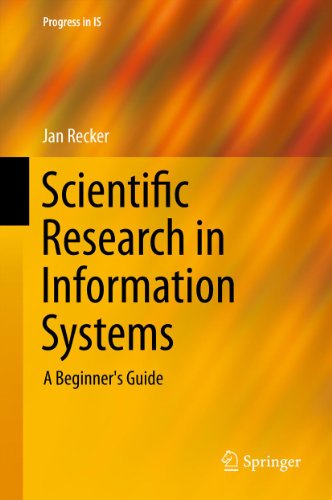 Progress in IS
Jan Recker
Scientific
Research in
Information
Systems
A Beginner's Guide
Springer